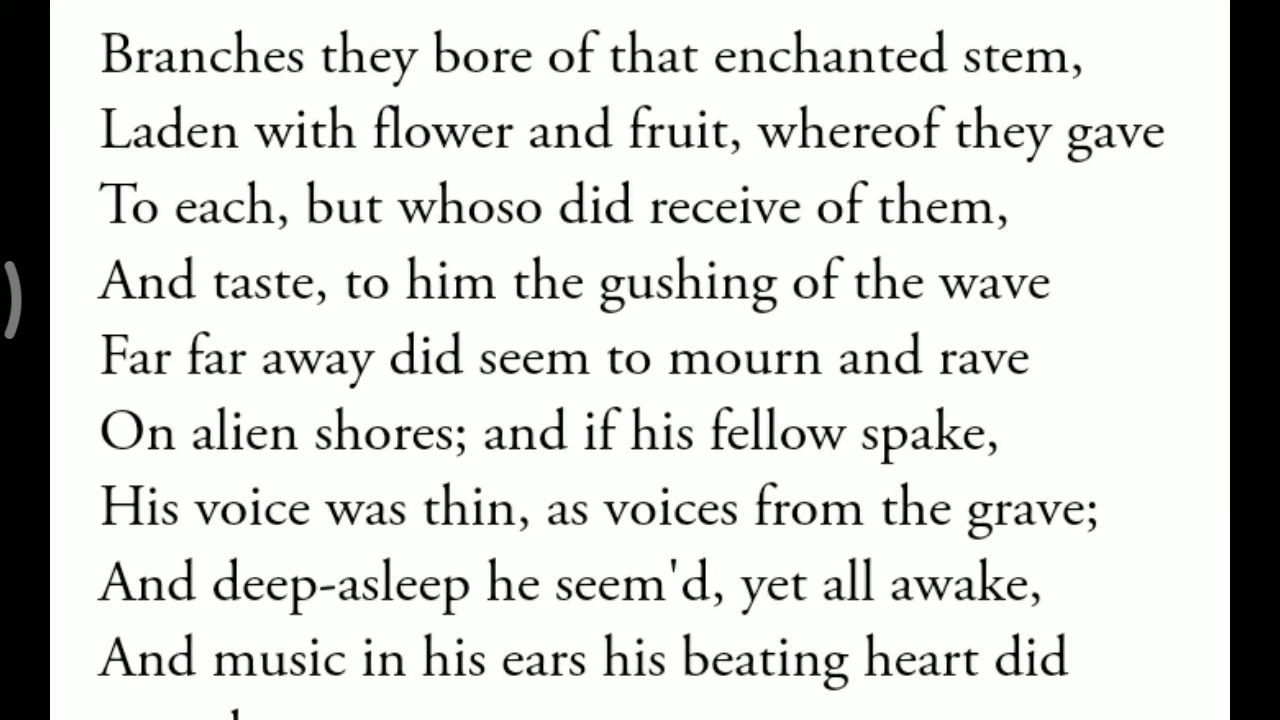 Branches they bore of that enchanted stem,
Laden with flower and fruit, whereof they gave
To each, but whoso did receive of them,
And taste, to him the gushing of the wave
Far far away did seem to mourn and rave
On alien shores; and if his fellow spake,
His voice was thin, as voices from the grave;
And deep-asleep he seem'd, yet all awake,
And music in his ears his beating heart did